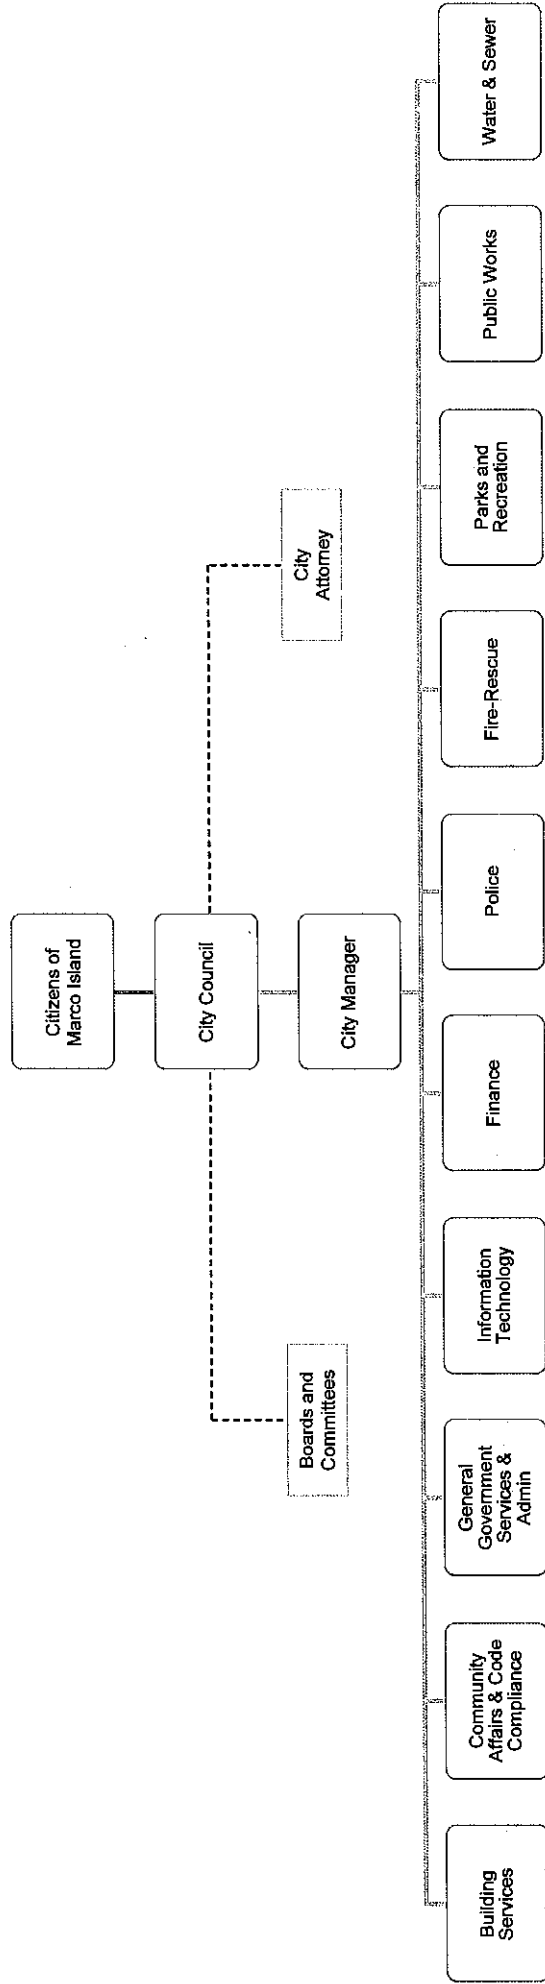 Citizens of
Marco Island
City Council
Boards and
Committees
City
Attorney
City Manager
Building
Services
Community
Affairs & Code
Compliance
General
Government
Services &
Admin
Information
Technology
Finance
Police
Fire-Rescue
Parks and
Recreation
Public Works
Water & Sewer